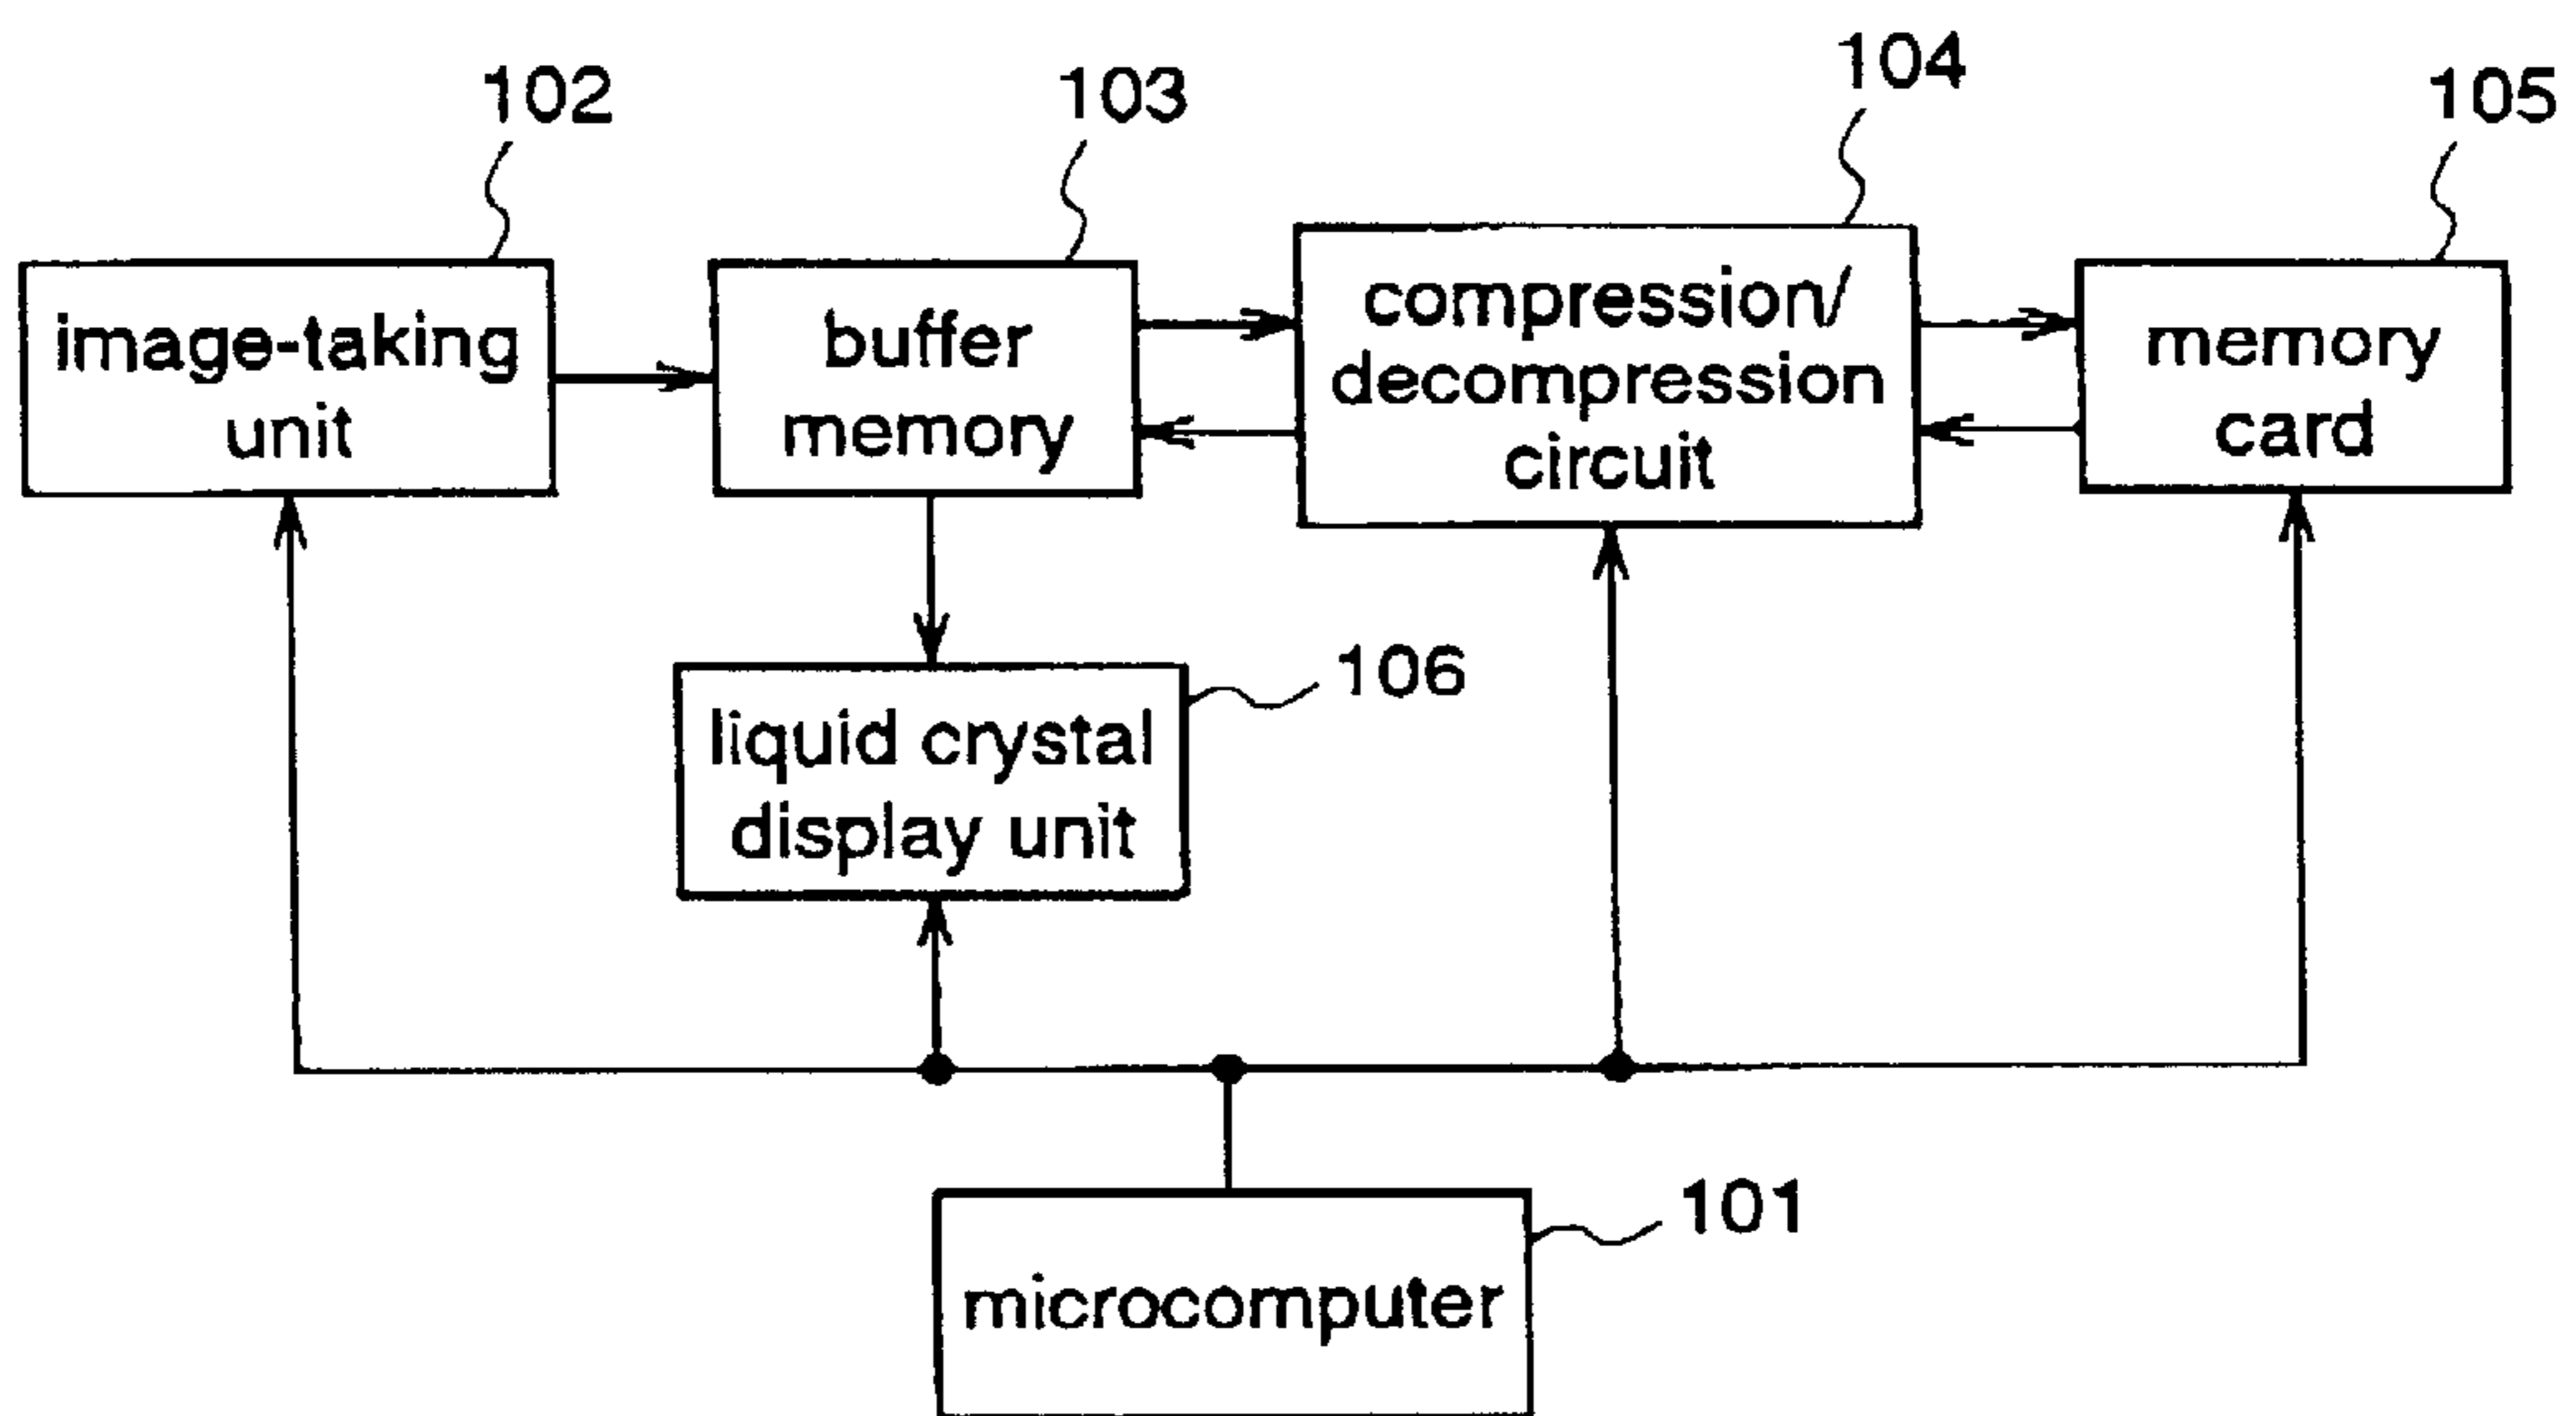 102
103
104
105
image-taking
unit
buffer
memory
compression/
decompression
circuit
memory
card
106
liquid crystal
display unit
101
microcomputer